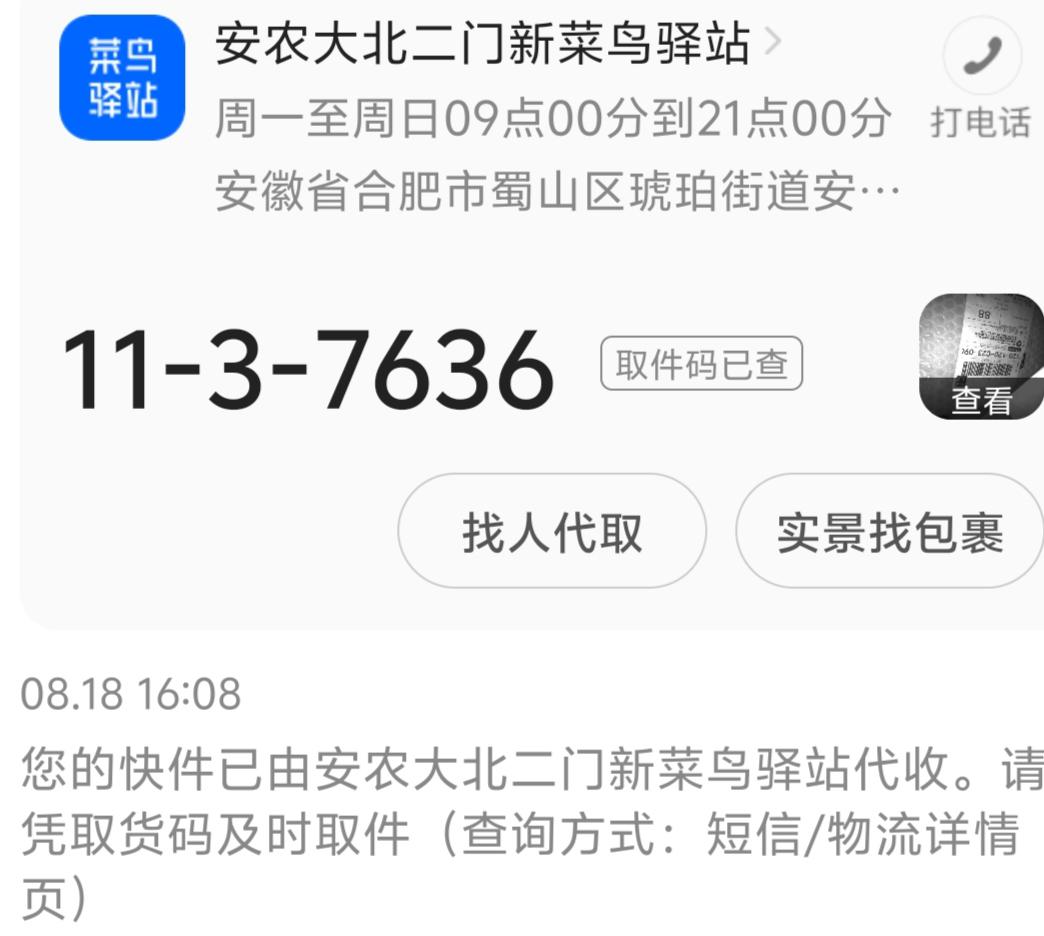 菜鸟
驿站
安农大北二门新菜鸟驿站
打电话
周一至周日09点00分到21点00分
安徽省合肥市蜀山区琥珀街道安…
11-3-7636
取件码已查
查看
找人代取
实景找包裹
08.18 16:08
您的快件已由安农大北二门新菜鸟驿站代收。请
凭取货码及时取件（查询方式：短信/物流详情
页）